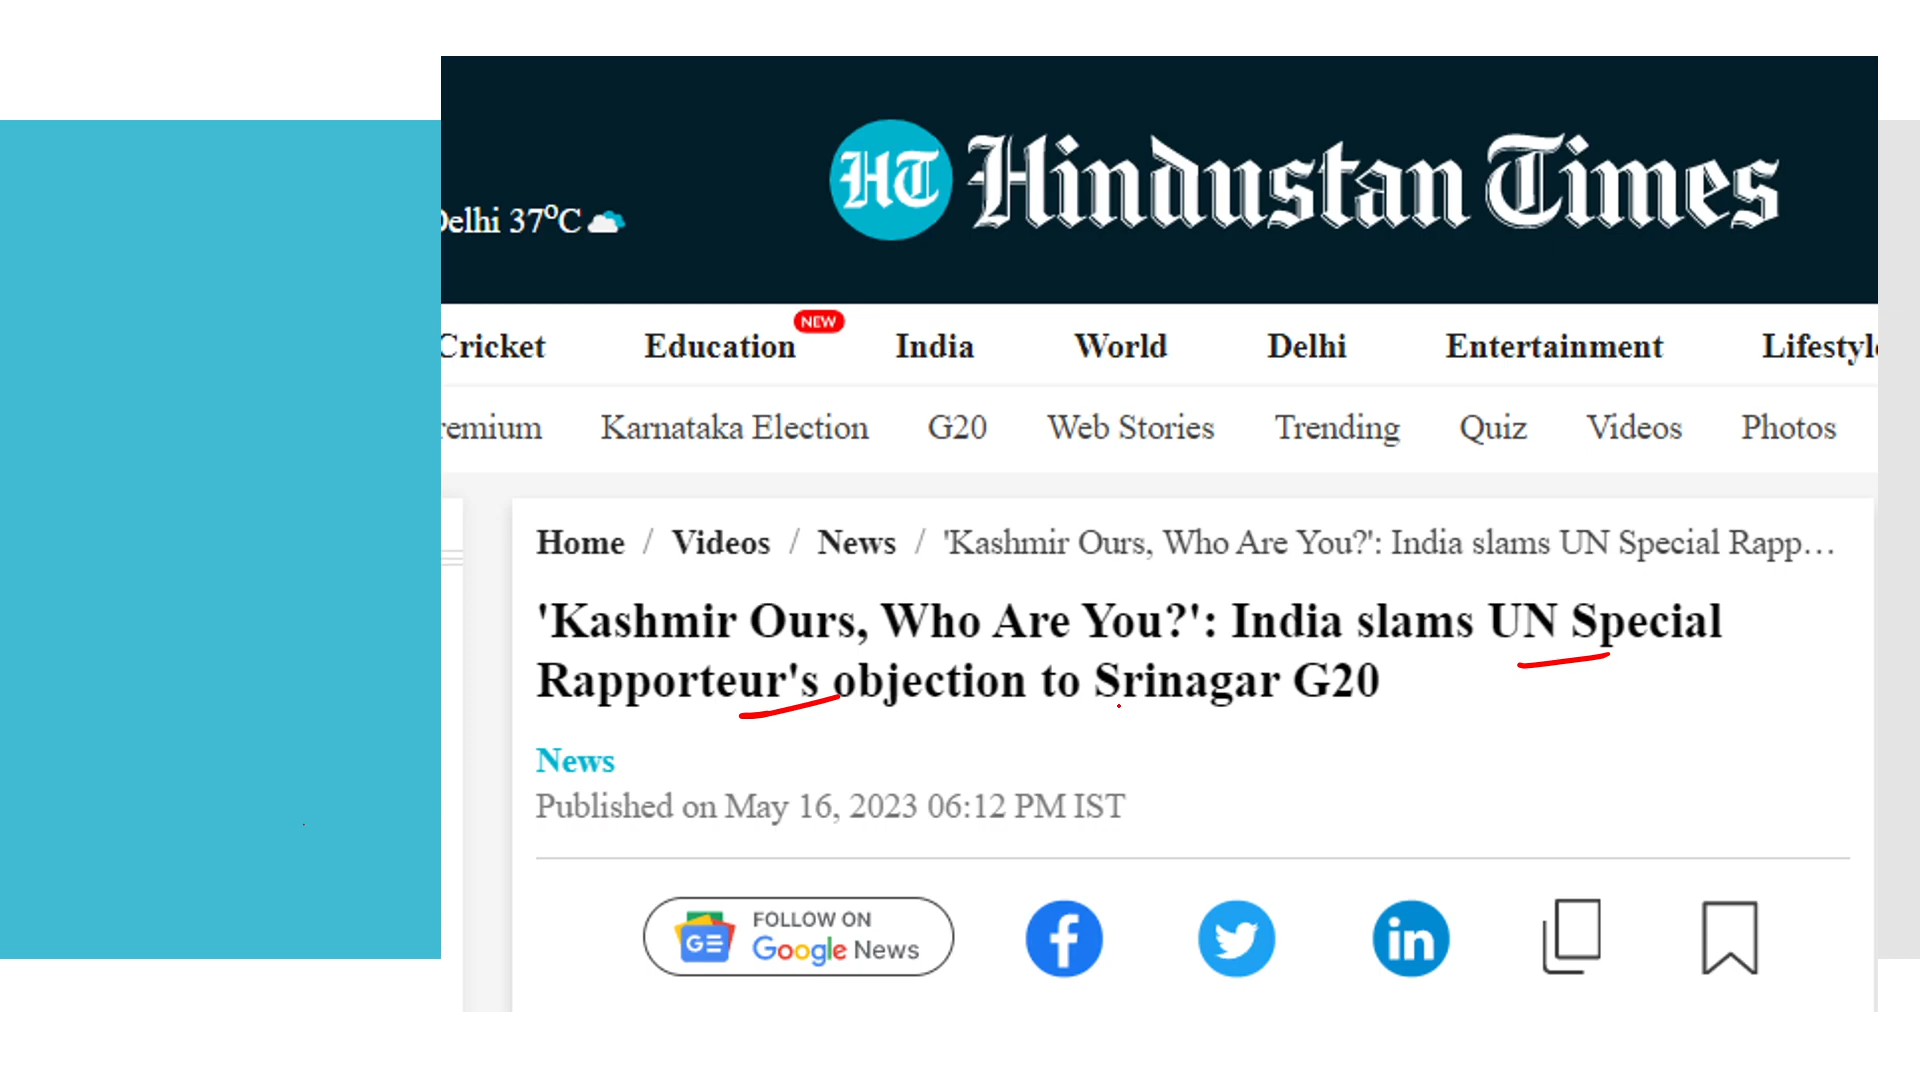 HT Hindustan Times
Delhi 37°C
Cricket Education NEW India World Delhi Entertainment Lifestyle
remium Karnataka Election G20 Web Stories Trending Quiz Videos Photos
Home / Videos / News / 'Kashmir Ours, Who Are You?': India slams UN Special Rapp...
'Kashmir Ours, Who Are You?': India slams UN Special
Rapporteur's objection to Srinagar G20
News
Published on May 16, 2023 06:12 PM IST
FOLLOW ON
GE Google News
f in